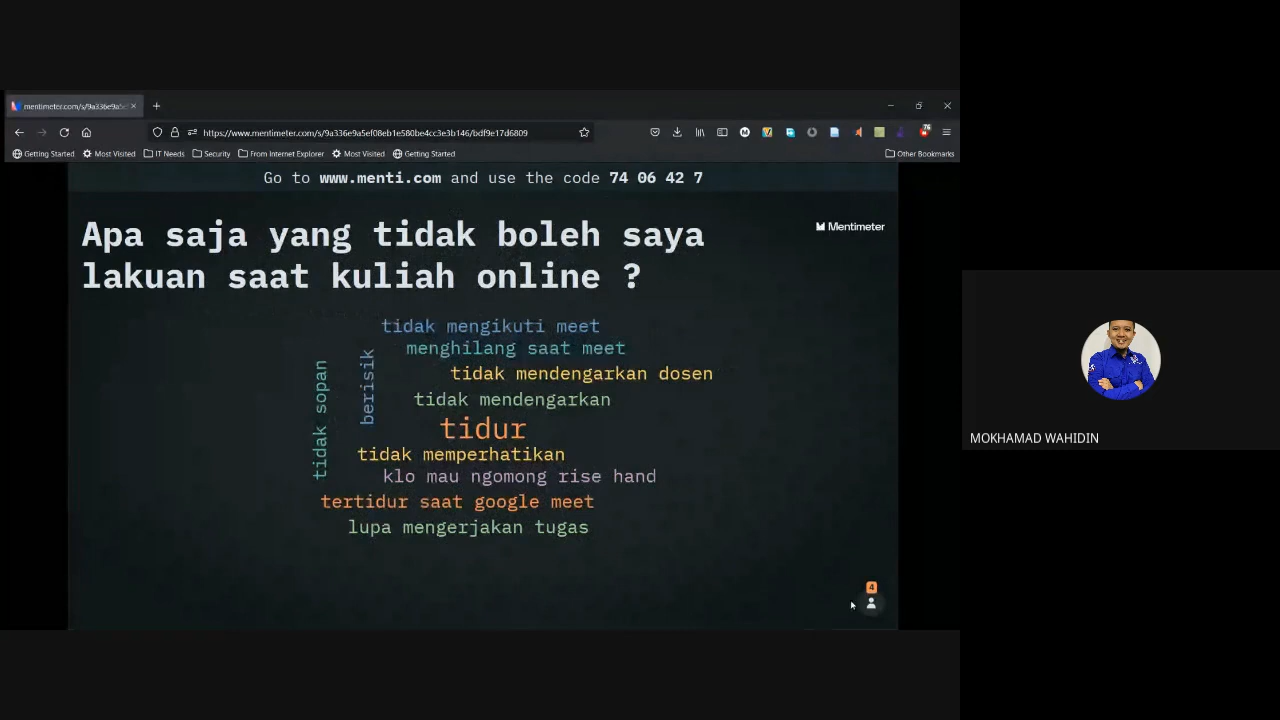 mentimeter.com/s/9a336e9a5e
https://www.mentimeter.com/s/9a336e9a5ef08eb1e580be4cc3e3b146/bdf9e17d6809
76
Getting Started
Most Visited
IT Needs
Security
From Internet Explorer
Most Visited
Getting Started
Other Bookmarks
Go to www.menti.com and use the code 74 06 42 7
Apa saja yang tidak boleh saya
lakuan saat kuliah online ?
Mentimeter
tidak mengikuti meet
menghilang saat meet
tidak mendengarkan dosen
tidak mendengarkan
tidur
tidak memperhatikan
klo mau ngomong rise hand
tertidur saat google meet
lupa mengerjakan tugas
tidak sopan
berisik
4
MOKHAMAD WAHIDIN